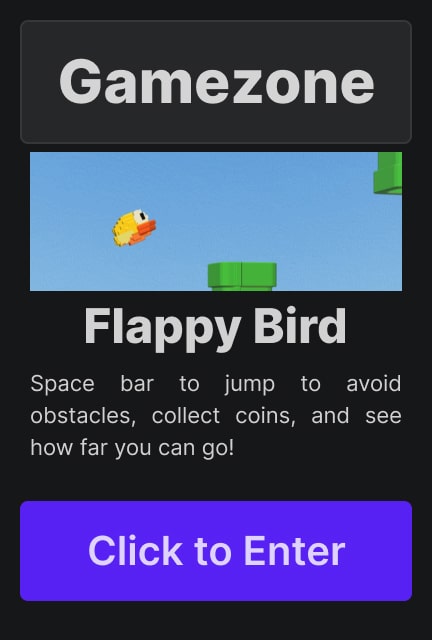 Gamezone
Flappy Bird
Space bar to jump to avoid
obstacles, collect coins, and see
how far you can go!
Click to Enter